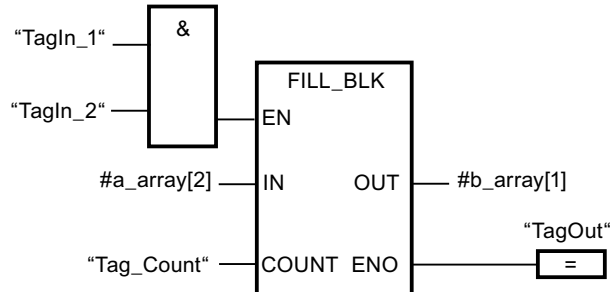 &
“TagIn_1“
FILL_BLK
“TagIn_2“
EN
#a_array[2] IN OUT #b_array[1]
“TagOut“
“Tag_Count“ COUNT ENO =